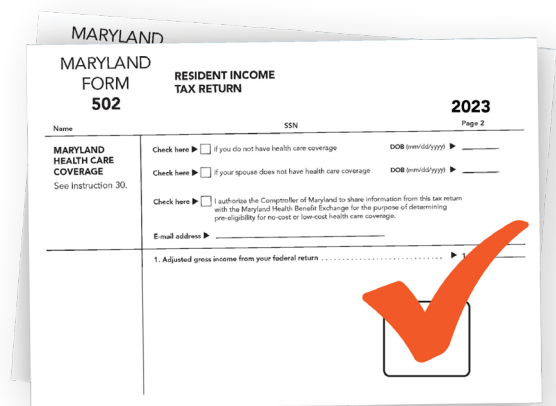 MARYLAND
MARYLAND
FORM
502
RESIDENT INCOME
TAX RETURN
2023
Name
SSN
Page 2
MARYLAND
HEALTH CARE
COVERAGE
See Instruction 30.
Check here ▶ if you do not have health care coverage DOB (mm/dd/yyyy) ▶
Check here ▶ if your spouse does not have health care coverage DOB (mm/dd/yyyy) ▶
Check here ▶ I authorize the Comptroller of Maryland to share information from this tax return
with the Maryland Health Benefit Exchange for the purpose of determining
pre-eligibility for no-cost or low-cost health care coverage.
E-mail address ▶
1. Adjusted gross income from your federal return . . . . . . . . . . . . . . . . . . . . . . . . . . . . ▶ 1